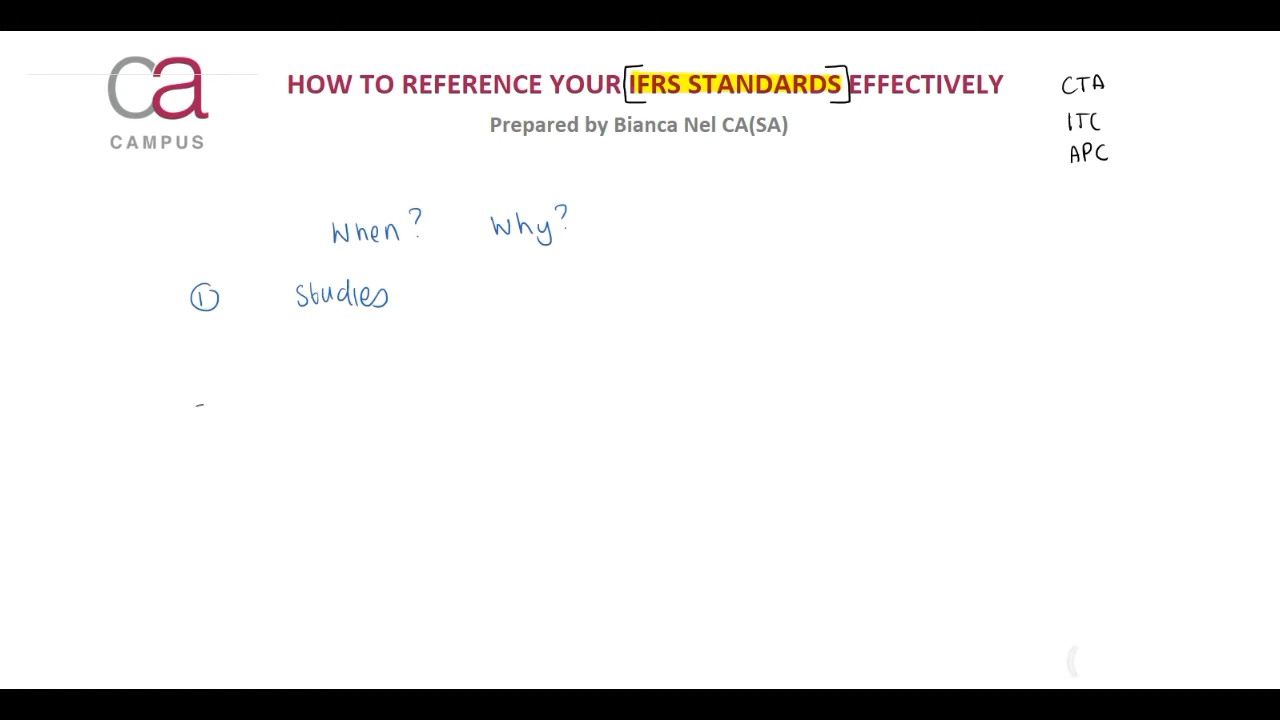 ca
CAMPUS
HOW TO REFERENCE YOUR [IFRS STANDARDS] EFFECTIVELY
Prepared by Bianca Nel CA(SA)
CTA
ITC
APC
When? Why?
① Studies